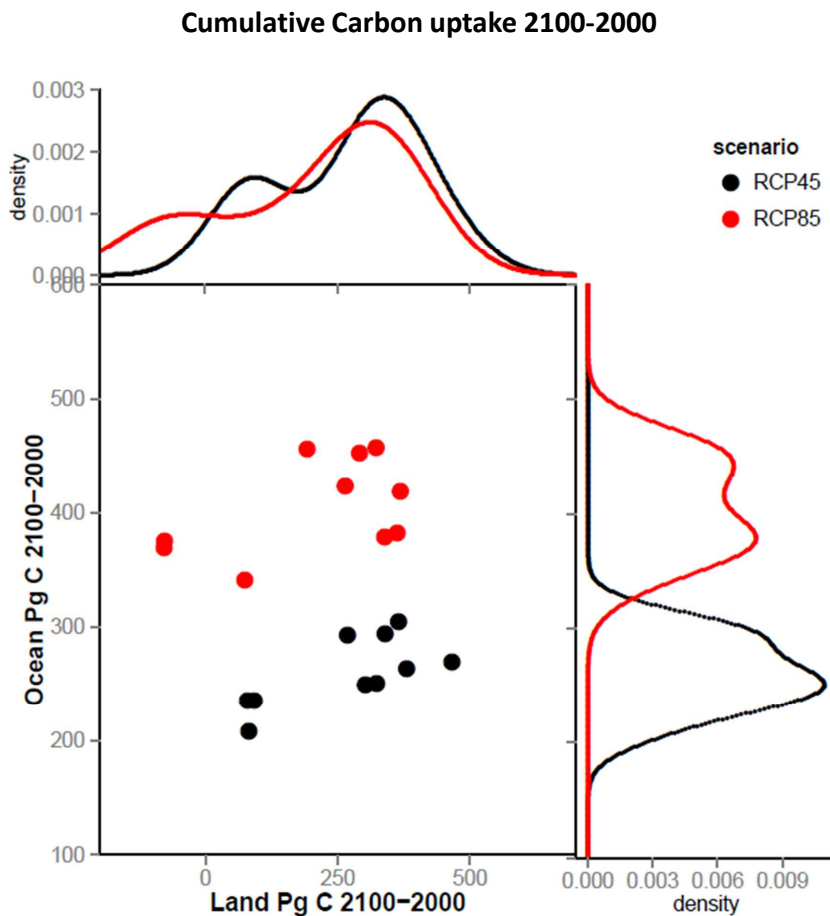 Cumulative Carbon uptake 2100-2000
0.003
0.002
0.001
0.000
density
scenario
RCP45
RCP85
600
500
400
300
200
100
Ocean Pg C 2100−2000
0
250
500
Land Pg C 2100−2000
0.000 0.003 0.006 0.009
density